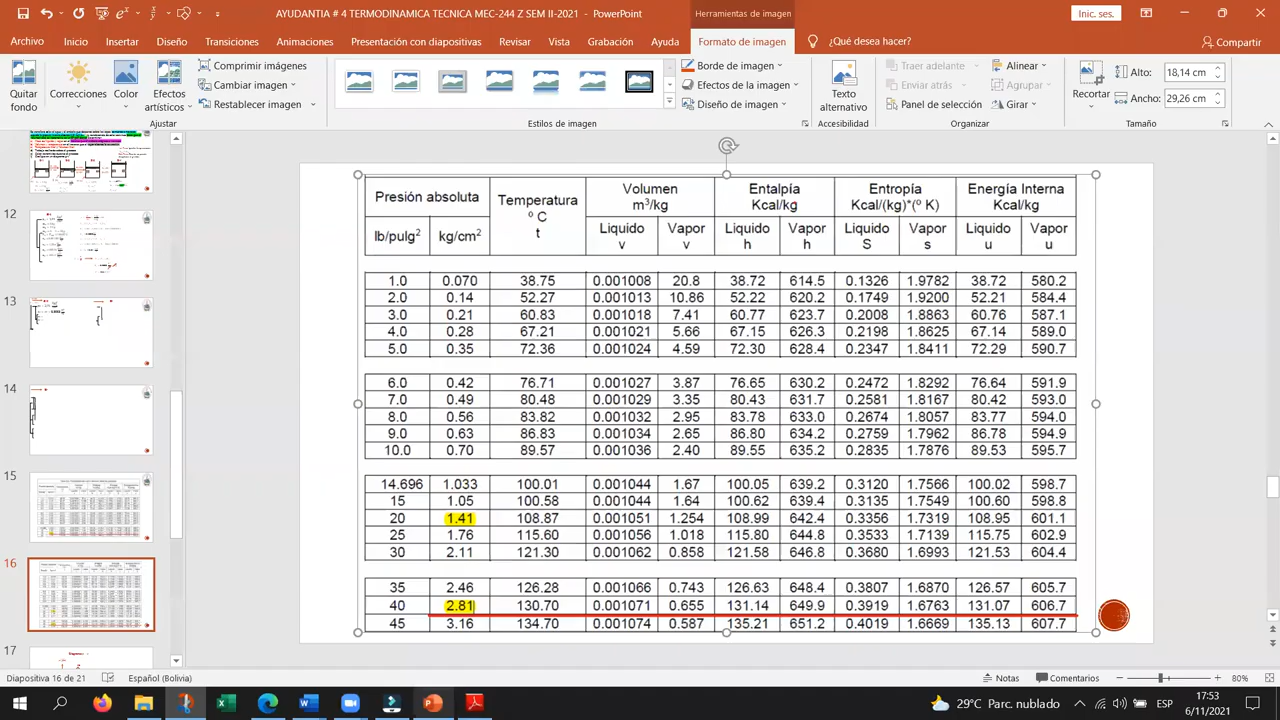 AYUDANTIA # 4 TERMODINAMICA TECNICA MEC-244 Z SEM II-2021 - PowerPoint
Herramientas de imagen
Inic. ses.
Archivo Inicio Insertar Diseño Transiciones Animaciones Presentación con diapositivas Revisar Vista Grabación Ayuda Formato de imagen ¿Qué desea hacer? Compartir
Quitar fondo
Correcciones
Color
Efectos artísticos
Comprimir imágenes
Cambiar imagen
Restablecer imagen
Ajustar
Estilos de imagen
Borde de imagen
Efectos de la imagen
Diseño de imagen
Texto alternativo
Accesibilidad
Traer adelante
Enviar atrás
Panel de selección
Alinear
Agrupar
Girar
Organizar
Recortar
Alto: 18,14 cm
Ancho: 29,26 cm
Tamaño
12
13
14
15
16
17
Presión absoluta
Temperatura
° C
t
Volumen
m³/kg
Entalpía
Kcal/kg
Entropía
Kcal/(kg)*(° K)
Energía Interna
Kcal/kg
lb/pulg² kg/cm²
Liquido v
Vapor v
Liquido h
Vapor h
Liquido S
Vapor s
Liquido u
Vapor u
1.0 0.070 38.75 0.001008 20.8 38.72 614.5 0.1326 1.9782 38.72 580.2
2.0 0.14 52.27 0.001013 10.86 52.22 620.2 0.1749 1.9200 52.21 584.4
3.0 0.21 60.83 0.001018 7.41 60.77 623.7 0.2008 1.8863 60.76 587.1
4.0 0.28 67.21 0.001021 5.66 67.15 626.3 0.2198 1.8625 67.14 589.0
5.0 0.35 72.36 0.001024 4.59 72.30 628.4 0.2347 1.8411 72.29 590.7
6.0 0.42 76.71 0.001027 3.87 76.65 630.2 0.2472 1.8292 76.64 591.9
7.0 0.49 80.48 0.001029 3.35 80.43 631.7 0.2581 1.8167 80.42 593.0
8.0 0.56 83.82 0.001032 2.95 83.78 633.0 0.2674 1.8057 83.77 594.0
9.0 0.63 86.83 0.001034 2.65 86.80 634.2 0.2759 1.7962 86.78 594.9
10.0 0.70 89.57 0.001036 2.40 89.55 635.2 0.2835 1.7876 89.53 595.7
14.696 1.033 100.01 0.001044 1.67 100.05 639.2 0.3120 1.7566 100.02 598.7
15 1.05 100.58 0.001044 1.64 100.62 639.4 0.3135 1.7549 100.60 598.8
20 1.41 108.87 0.001051 1.254 108.99 642.4 0.3356 1.7319 108.95 601.1
25 1.76 115.60 0.001056 1.018 115.80 644.8 0.3533 1.7139 115.75 602.9
30 2.11 121.30 0.001062 0.858 121.58 646.8 0.3680 1.6993 121.53 604.4
35 2.46 126.28 0.001066 0.743 126.63 648.4 0.3807 1.6870 126.57 605.7
40 2.81 130.70 0.001071 0.655 131.14 649.9 0.3919 1.6763 131.07 606.7
45 3.16 134.70 0.001074 0.587 135.21 651.2 0.4019 1.6669 135.13 607.7
Diapositiva 16 de 21 Español (Bolivia) Notas Comentarios 80%
29°C Parc. nublado ESP
17:53
6/11/2021